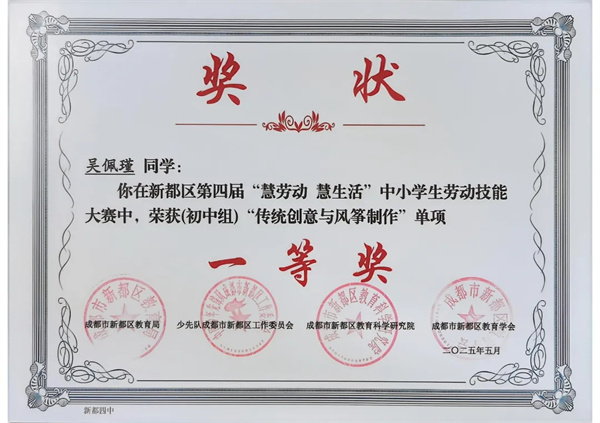 奖 状
吴佩瑾 同学：
你在新都区第四届“慧劳动 慧生活”中小学生劳动技能
大赛中，荣获(初中组)“传统创意与风筝制作”单项
一等奖
成都市新都区教育局 少先队成都市新都区工作委员会 成都市新都区教育科学研究院 成都市新都区教育学会
二〇二五年五月
新都四中